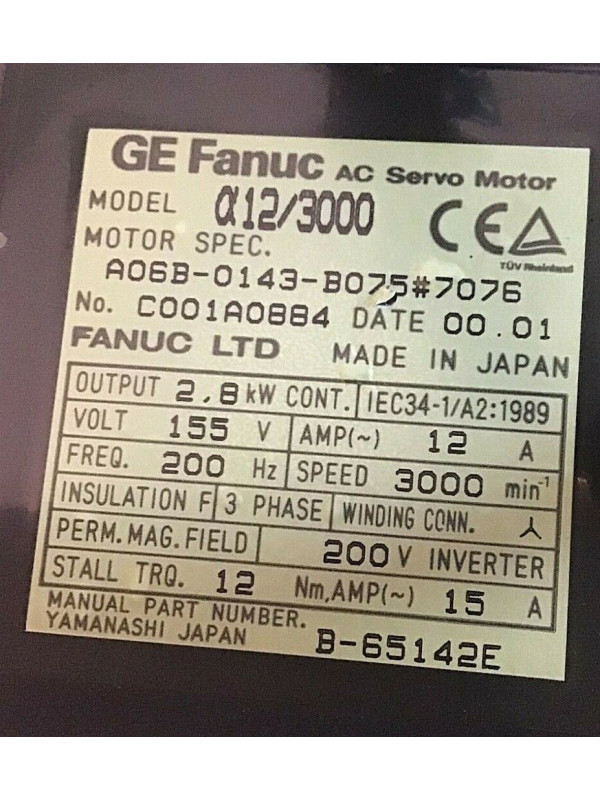 GE Fanuc AC Servo Motor
MODEL α12/3000
CE
TÜV Rheinland
MOTOR SPEC.
A06B-0143-B075#7076
No. C001A0884 DATE 00.01
FANUC LTD MADE IN JAPAN
OUTPUT 2.8 kW CONT. IEC34-1/A2:1989
VOLT 155 V AMP(~) 12 A
FREQ. 200 Hz SPEED 3000 min⁻¹
INSULATION F 3 PHASE WINDING CONN. ⅄
PERM.MAG.FIELD 200V INVERTER
STALL TRQ. 12 Nm,AMP(~) 15 A
MANUAL PART NUMBER.
YAMANASHI JAPAN B-65142E